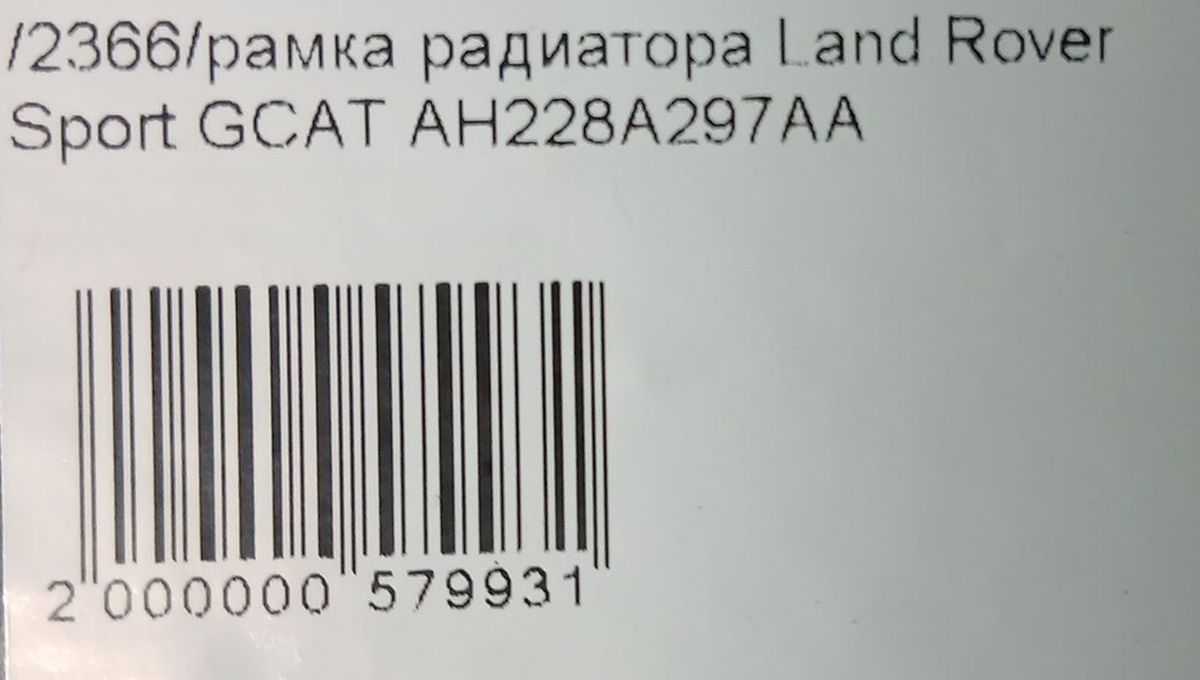 /2366/рамка радиатора Land Rover
Sport GCAT AH228A297AA
2 000000 579931